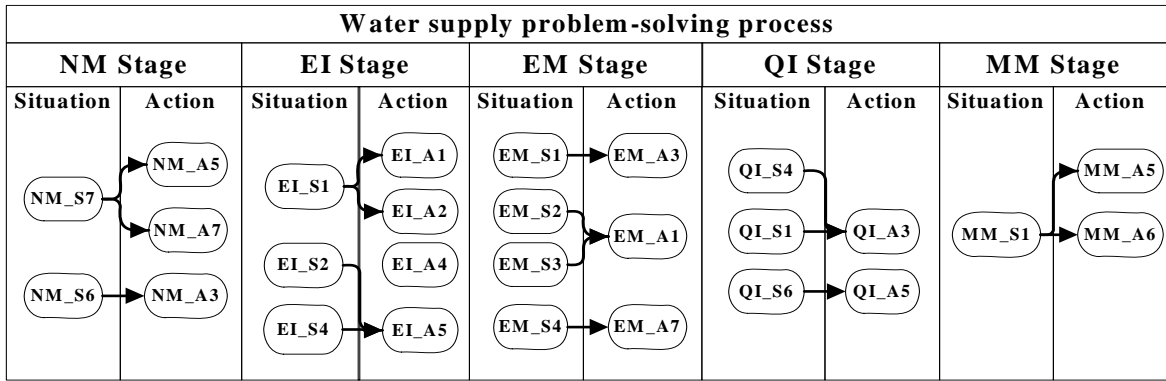 Water supply problem-solving process
NM Stage EI Stage EM Stage QI Stage MM Stage
Situation Action Situation Action Situation Action Situation Action Situation Action
NM_S7
NM_S6
NM_A5
NM_A7
NM_A3
EI_S1
EI_S2
EI_S4
EI_A1
EI_A2
EI_A4
EI_A5
EM_S1
EM_S2
EM_S3
EM_S4
EM_A3
EM_A1
EM_A7
QI_S4
QI_S1
QI_S6
QI_A3
QI_A5
MM_S1
MM_A5
MM_A6